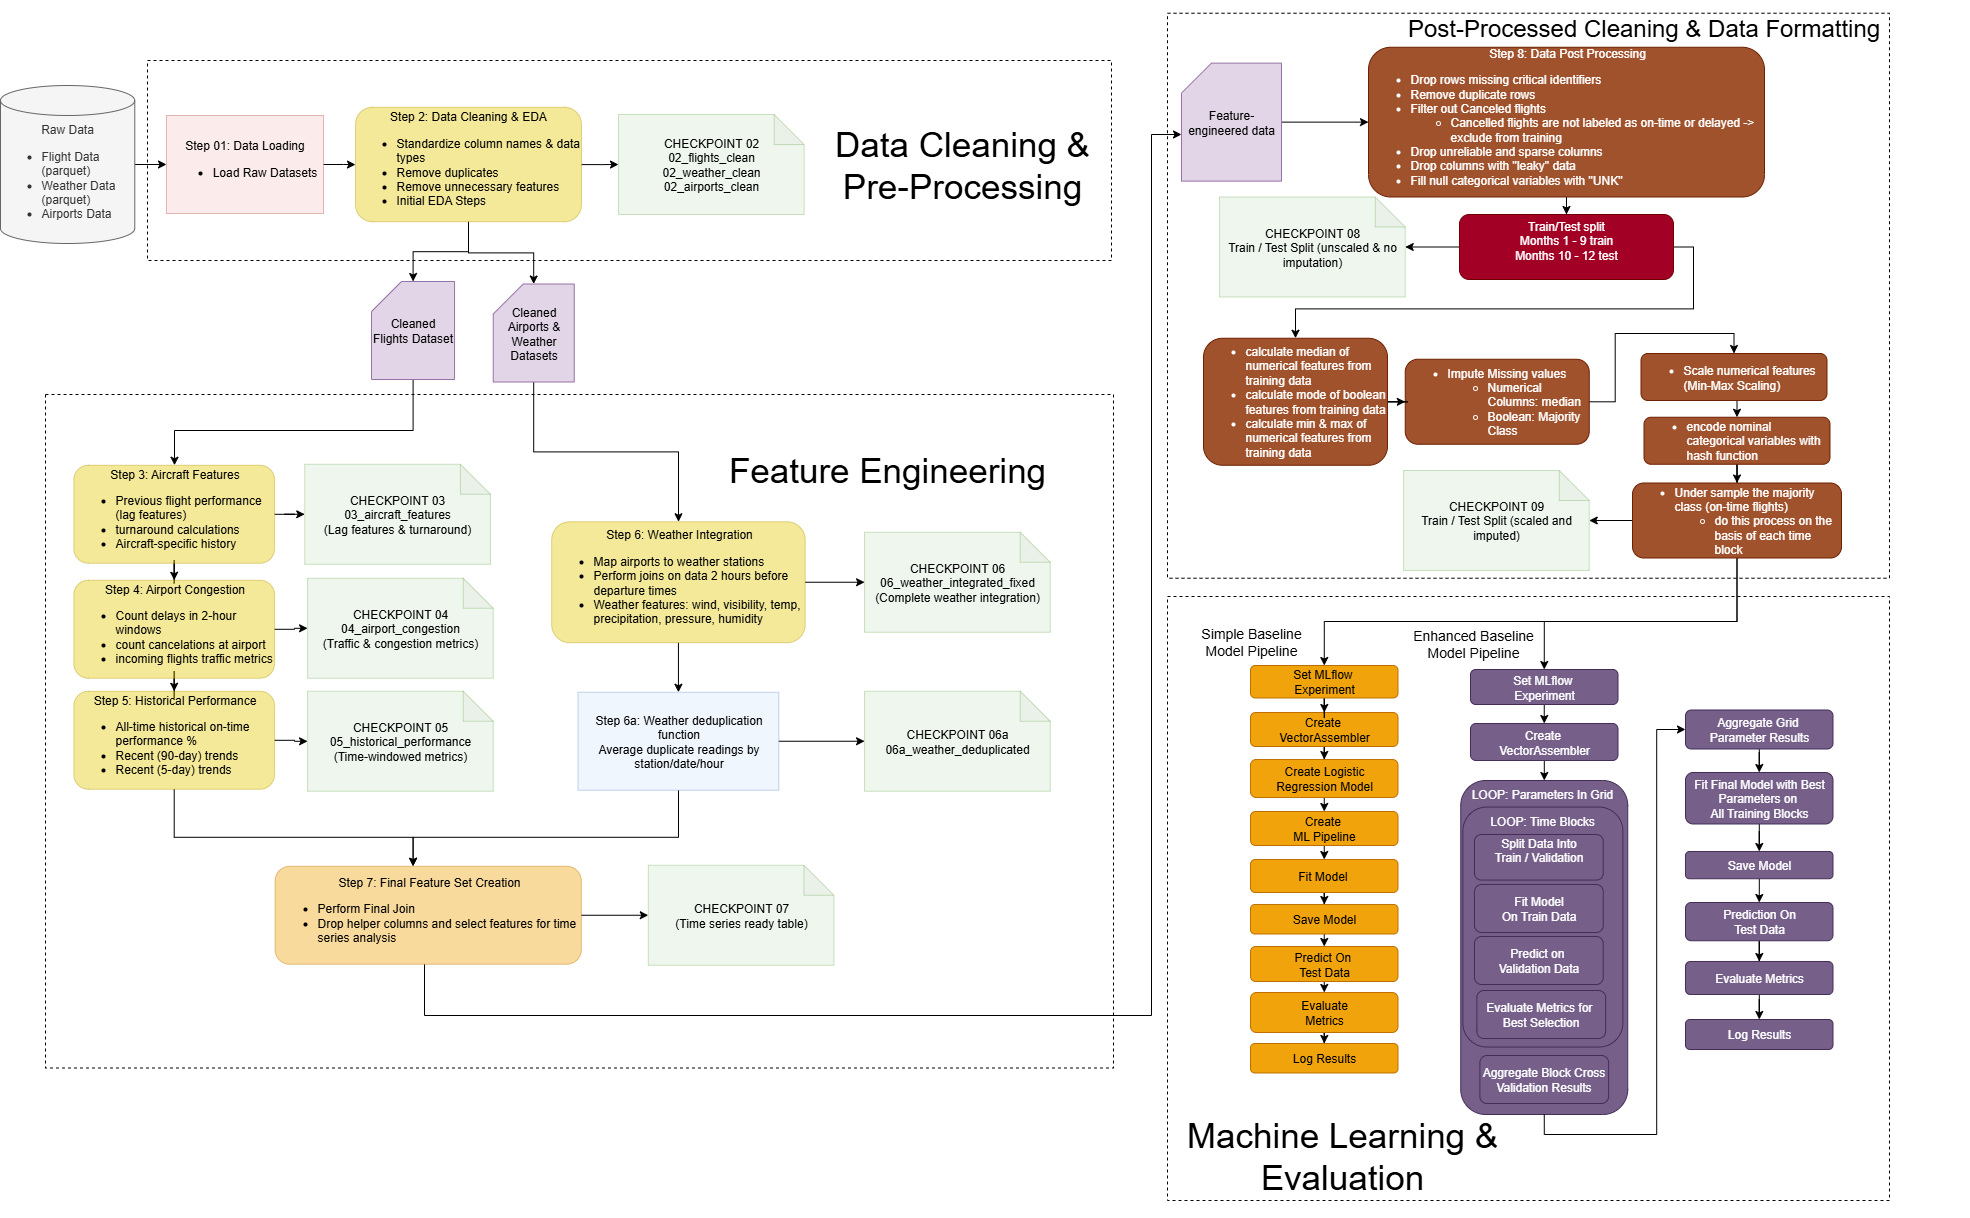 Raw Data
Flight Data
(parquet)
Weather Data
(parquet)
Airports Data
Step 01: Data Loading
Load Raw Datasets
Step 2: Data Cleaning & EDA
Standardize column names & data
types
Remove duplicates
Remove unnecessary features
Initial EDA Steps
CHECKPOINT 02
02_flights_clean
02_weather_clean
02_airports_clean
Data Cleaning &
Pre-Processing
Cleaned
Flights Dataset
Cleaned
Airports &
Weather
Datasets
Feature Engineering
Step 3: Aircraft Features
Previous flight performance
(lag features)
turnaround calculations
Aircraft-specific history
CHECKPOINT 03
03_aircraft_features
(Lag features & turnaround)
Step 4: Airport Congestion
Count delays in 2-hour
windows
count cancelations at airport
incoming flights traffic metrics
CHECKPOINT 04
04_airport_congestion
(Traffic & congestion metrics)
Step 5: Historical Performance
All-time historical on-time
performance %
Recent (90-day) trends
Recent (5-day) trends
CHECKPOINT 05
05_historical_performance
(Time-windowed metrics)
Step 6: Weather Integration
Map airports to weather stations
Perform joins on data 2 hours before
departure times
Weather features: wind, visibility, temp,
precipitation, pressure, humidity
CHECKPOINT 06
06_weather_integrated_fixed
(Complete weather integration)
Step 6a: Weather deduplication
function
Average duplicate readings by
station/date/hour
CHECKPOINT 06a
06a_weather_deduplicated
Step 7: Final Feature Set Creation
Perform Final Join
Drop helper columns and select features for time
series analysis
CHECKPOINT 07
(Time series ready table)
Post-Processed Cleaning & Data Formatting
Feature-
engineered data
Step 8: Data Post Processing
Drop rows missing critical identifiers
Remove duplicate rows
Filter out Canceled flights
Cancelled flights are not labeled as on-time or delayed ->
exclude from training
Drop unreliable and sparse columns
Drop columns with "leaky" data
Fill null categorical variables with "UNK"
Train/Test split
Months 1 - 9 train
Months 10 - 12 test
CHECKPOINT 08
Train / Test Split (unscaled & no
imputation)
calculate median of
numerical features from
training data
calculate mode of boolean
features from training data
calculate min & max of
numerical features from
training data
Impute Missing values
Numerical
Columns: median
Boolean: Majority
Class
Scale numerical features
(Min-Max Scaling)
encode nominal
categorical variables with
hash function
Under sample the majority
class (on-time flights)
do this process on the
basis of each time
block
CHECKPOINT 09
Train / Test Split (scaled and
imputed)
Simple Baseline
Model Pipeline
Set MLflow
Experiment
Create
VectorAssembler
Create Logistic
Regression Model
Create
ML Pipeline
Fit Model
Save Model
Predict On
Test Data
Evaluate
Metrics
Log Results
Enhanced Baseline
Model Pipeline
Set MLflow
Experiment
Create
VectorAssembler
LOOP: Parameters In Grid
LOOP: Time Blocks
Split Data Into
Train / Validation
Fit Model
On Train Data
Predict on
Validation Data
Evaluate Metrics for
Best Selection
Aggregate Block Cross
Validation Results
Aggregate Grid
Parameter Results
Fit Final Model with Best
Parameters on
All Training Blocks
Save Model
Prediction On
Test Data
Evaluate Metrics
Log Results
Machine Learning &
Evaluation